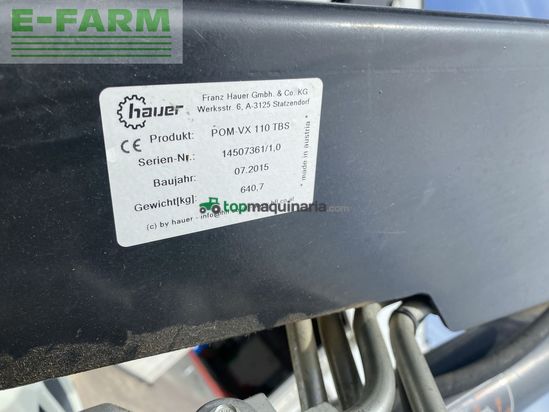 E-FARM
hauer
Franz Hauer Gmbh. & Co. KG
Werksstr. 6, A-3125 Statzendorf
CE Produkt: POM-VX 110 TBS
Serien-Nr.: 14507361/1,0
Baujahr: 07.2015
Gewicht[kg]: 640,7
* made in austria *
(c) by hauer -
topmaquinaria.com